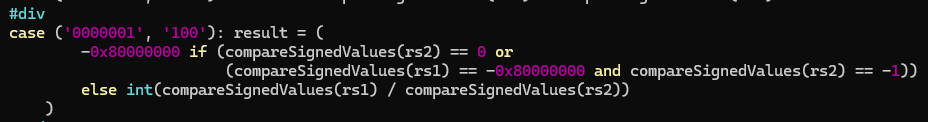 #div
case ('0000001', '100'): result = (
-0x80000000 if (compareSignedValues(rs2) == 0 or
(compareSignedValues(rs1) == -0x80000000 and compareSignedValues(rs2) == -1))
else int(compareSignedValues(rs1) / compareSignedValues(rs2))
)